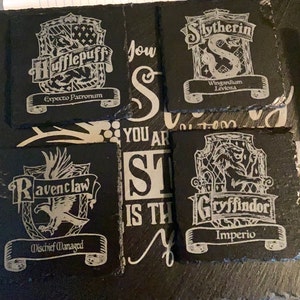 Hufflepuff
Expecto Patronum
Slytherin
Wingardium
Leviosa
you
S
YOU AR
ST
IS TH
Ravenclaw
Mischief Managed
Gryffindor
Imperio